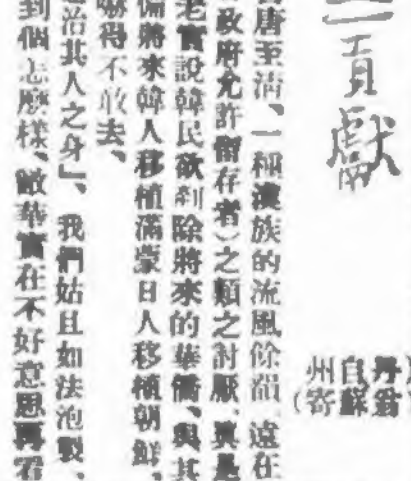 貢獻
丹翁
自蘇
州寄(
唐至清、一種漢族的流風餘韻 遠在
政府允許留存者)之類之討厭、眞是
老實說韓民欲剷除將來的華僑、與其
備將來韓人移植滿蒙日人移植朝鮮、
嚇得不敢去、
治其人之身」、我們姑且如法泡製、
到個怎麼樣、敝華實在不好意思再看